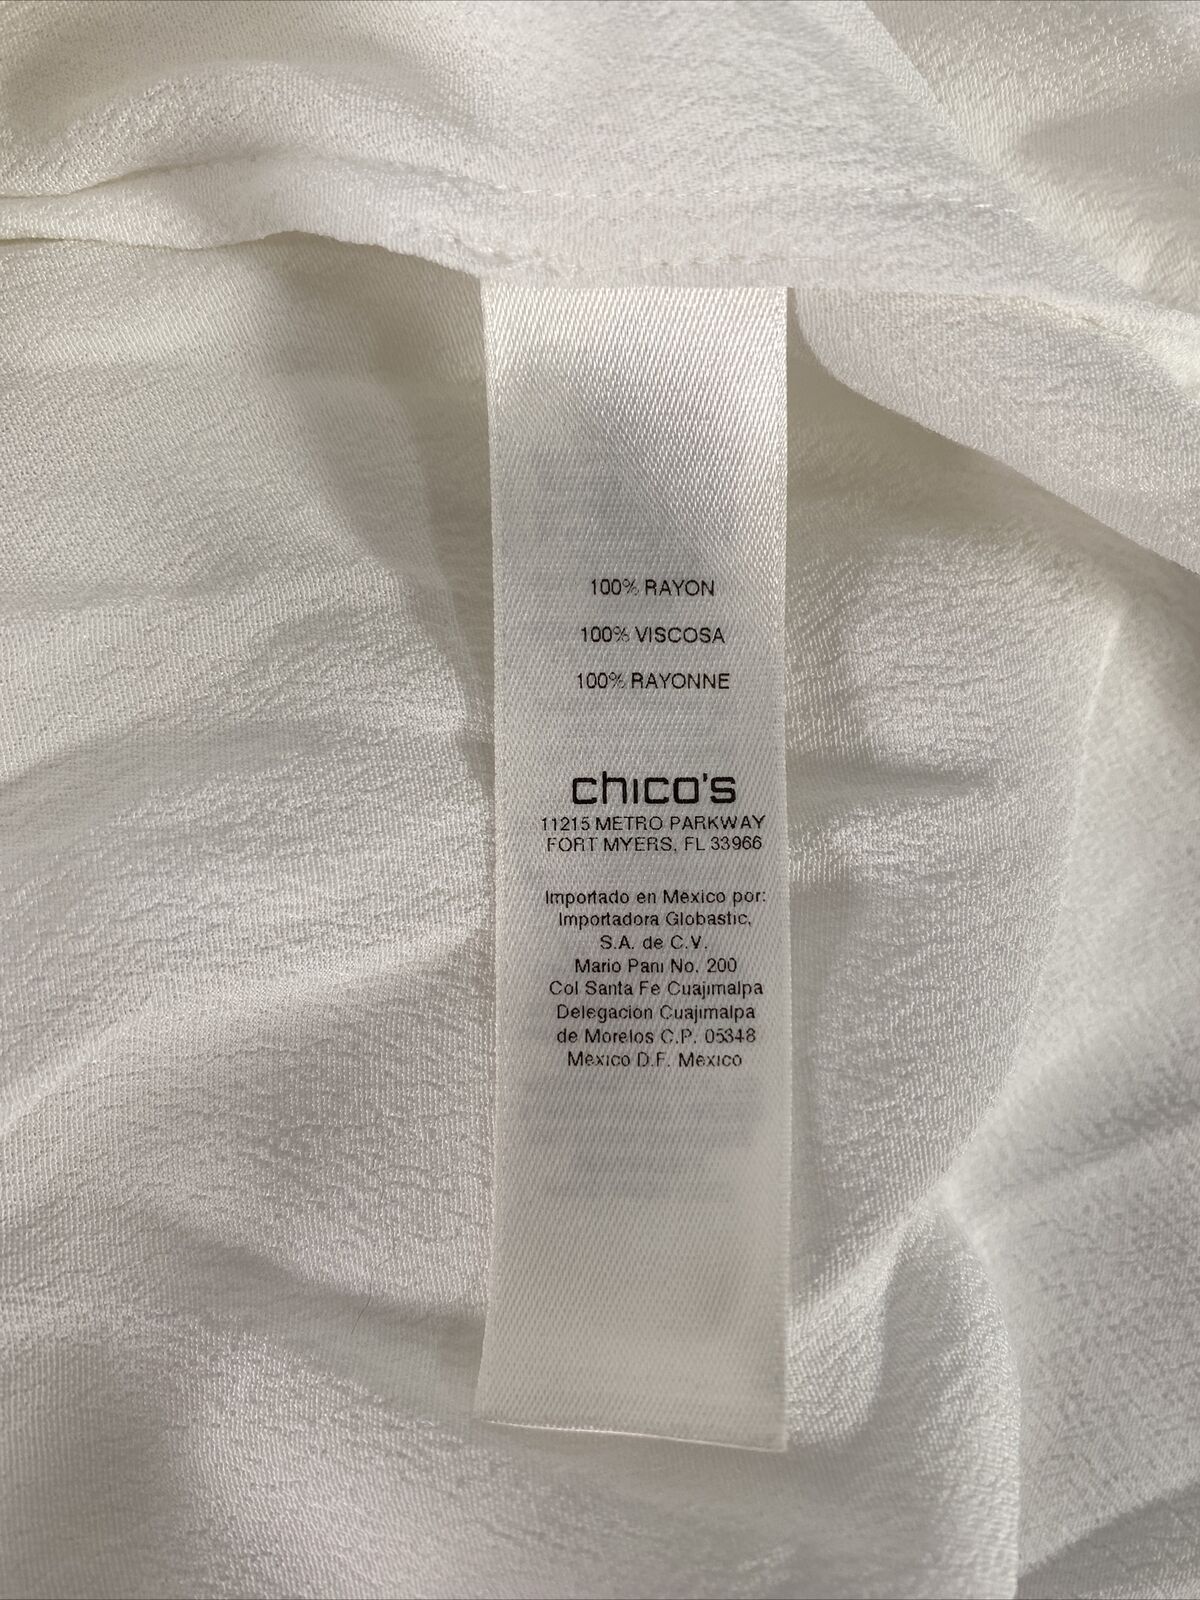 100% RAYON
100% VISCOSA
100% RAYONNE
chico's
11215 METRO PARKWAY
FORT MYERS, FL 33966
Importado en Mexico por:
Importadora Globastic,
S.A. de C.V.
Mario Pani No. 200
Col Santa Fe Cuajimalpa
Delegacion Cuajimalpa
de Morelos C.P. 05348
Mexico D.F. Mexico